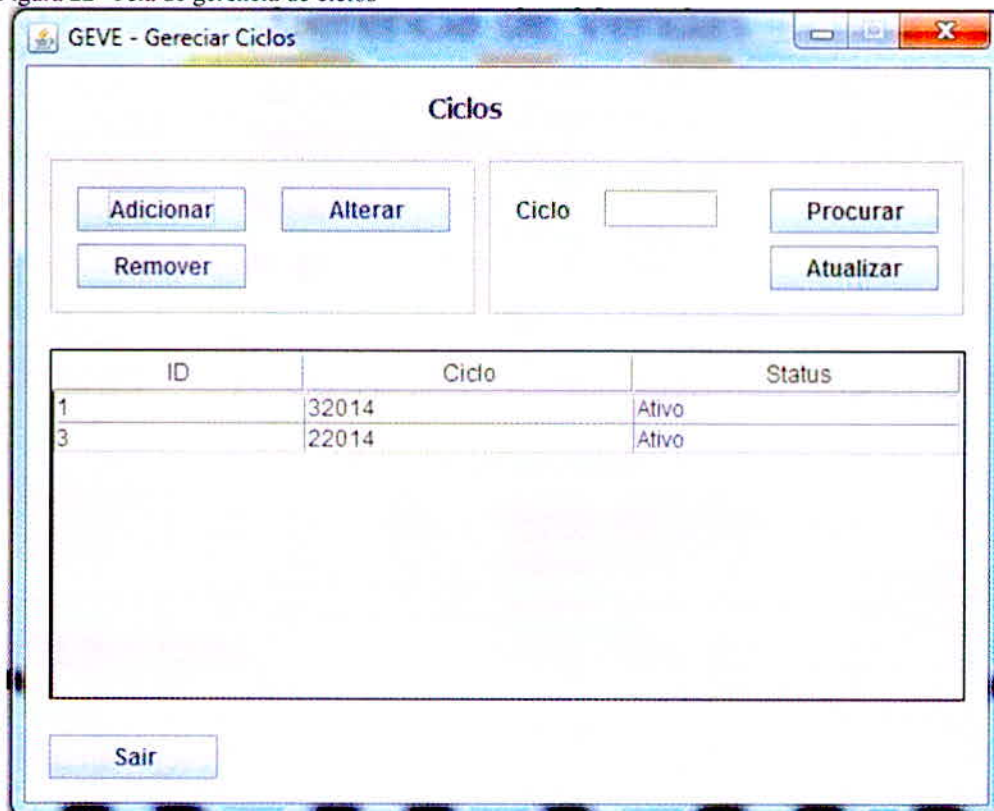 GEVE - Gereciar Ciclos
Ciclos
Adicionar Alterar
Remover
Ciclo Procurar
Atualizar
ID Ciclo Status
1 32014 Ativo
3 22014 Ativo
Sair